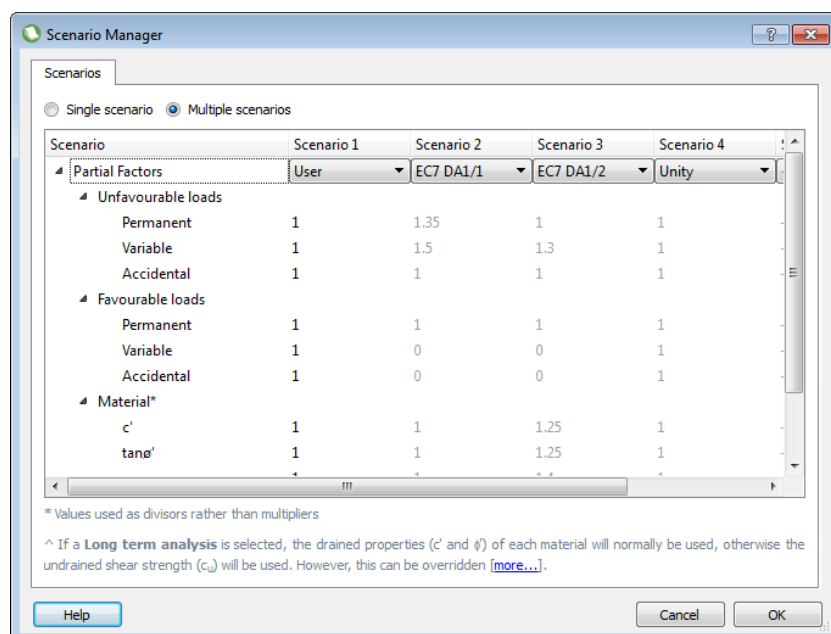 Scenario Manager
Scenarios
Single scenario Multiple scenarios
Scenario Scenario 1 Scenario 2 Scenario 3 Scenario 4
Partial Factors User EC7 DA1/1 EC7 DA1/2 Unity
Unfavourable loads
Permanent 1 1.35 1 1
Variable 1 1.5 1.3 1
Accidental 1 1 1 1
Favourable loads
Permanent 1 1 1 1
Variable 1 0 0 1
Accidental 1 0 0 1
Material*
c' 1 1 1.25 1
tanø' 1 1 1.25 1
* Values used as divisors rather than multipliers
^ If a Long term analysis is selected, the drained properties (c' and ϕ') of each material will normally be used, otherwise the
undrained shear strength (cu) will be used. However, this can be overridden [more...].
Help Cancel OK